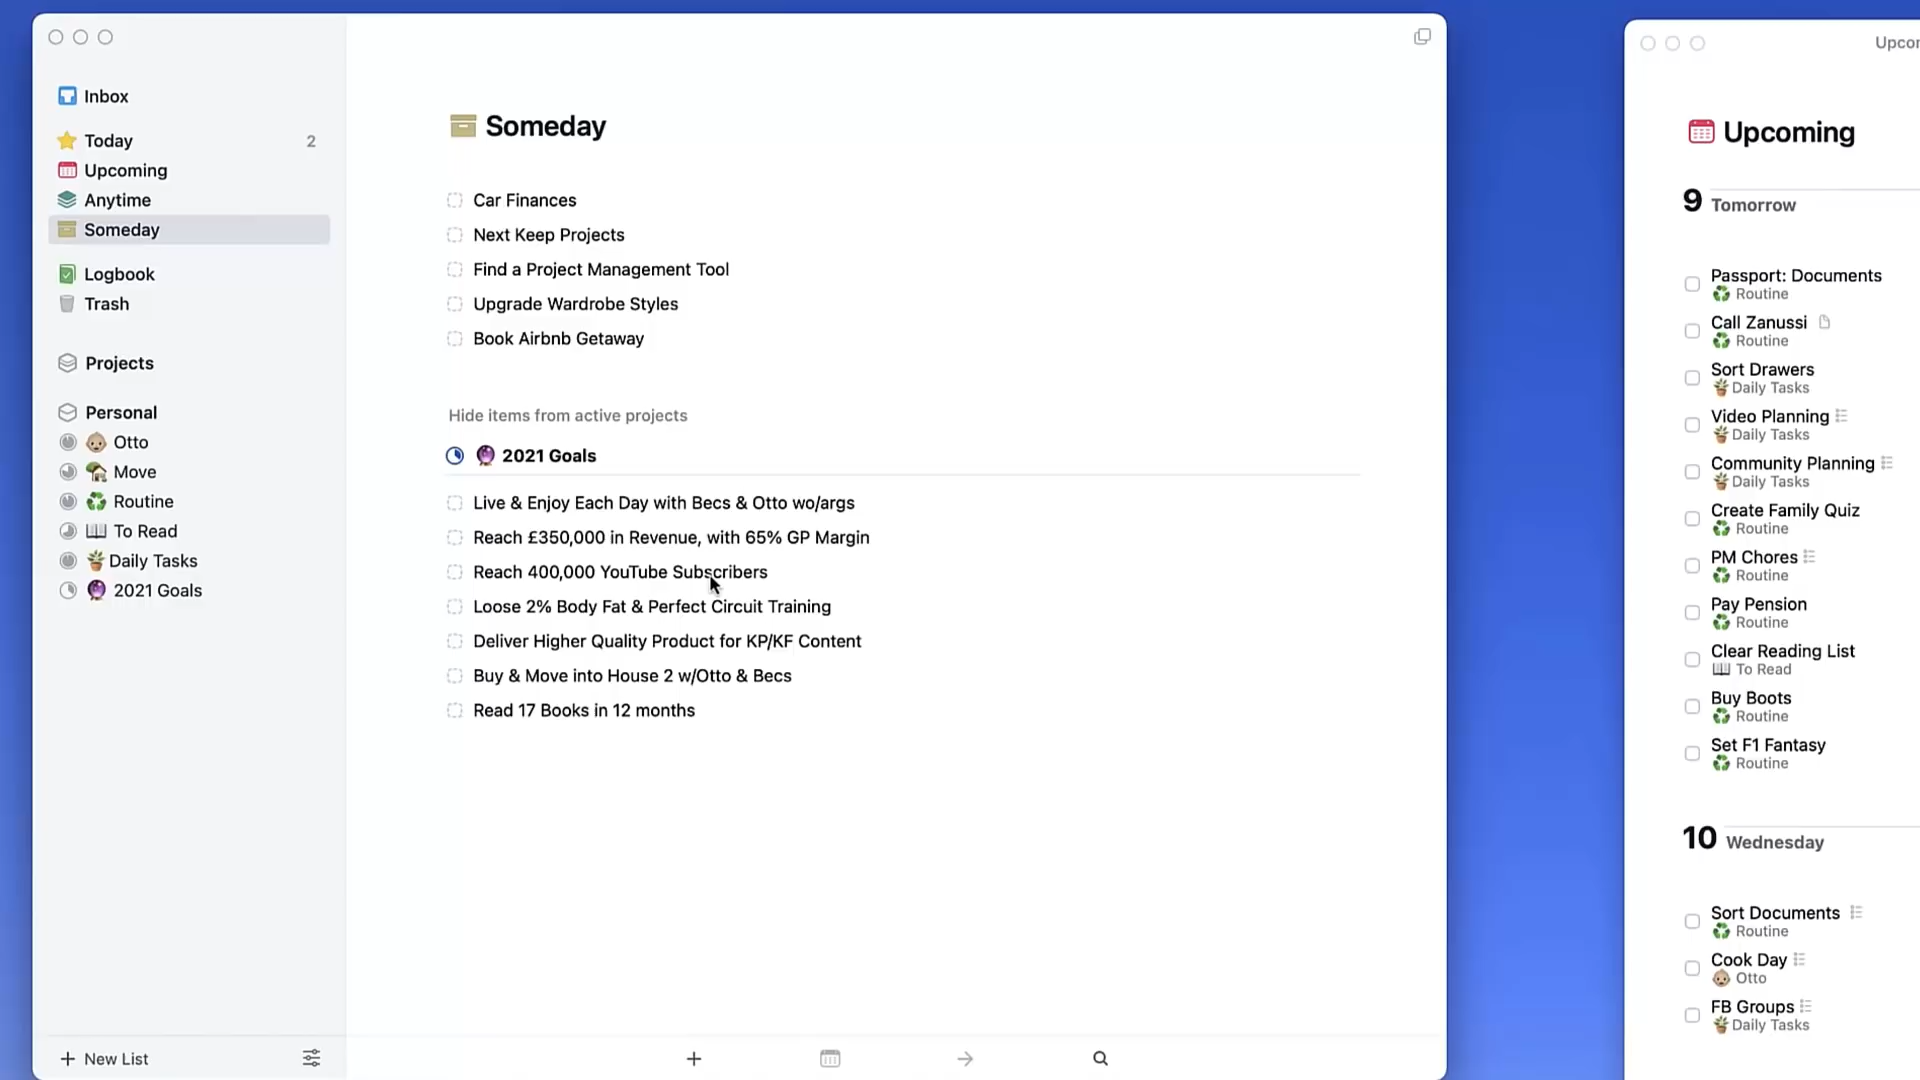 Inbox
Today 2
Upcoming
Anytime
Someday
Logbook
Trash
Projects
Personal
Otto
Move
Routine
To Read
Daily Tasks
2021 Goals
New List
Someday
Car Finances
Next Keep Projects
Find a Project Management Tool
Upgrade Wardrobe Styles
Book Airbnb Getaway
Hide items from active projects
2021 Goals
Live & Enjoy Each Day with Becs & Otto wo/args
Reach £350,000 in Revenue, with 65% GP Margin
Reach 400,000 YouTube Subscribers
Loose 2% Body Fat & Perfect Circuit Training
Deliver Higher Quality Product for KP/KF Content
Buy & Move into House 2 w/Otto & Becs
Read 17 Books in 12 months
Upcoming
9 Tomorrow
Passport: Documents
Routine
Call Zanussi
Routine
Sort Drawers
Daily Tasks
Video Planning
Daily Tasks
Community Planning
Daily Tasks
Create Family Quiz
Routine
PM Chores
Routine
Pay Pension
Routine
Clear Reading List
To Read
Buy Boots
Routine
Set F1 Fantasy
Routine
10 Wednesday
Sort Documents
Routine
Cook Day
Otto
FB Groups
Daily Tasks